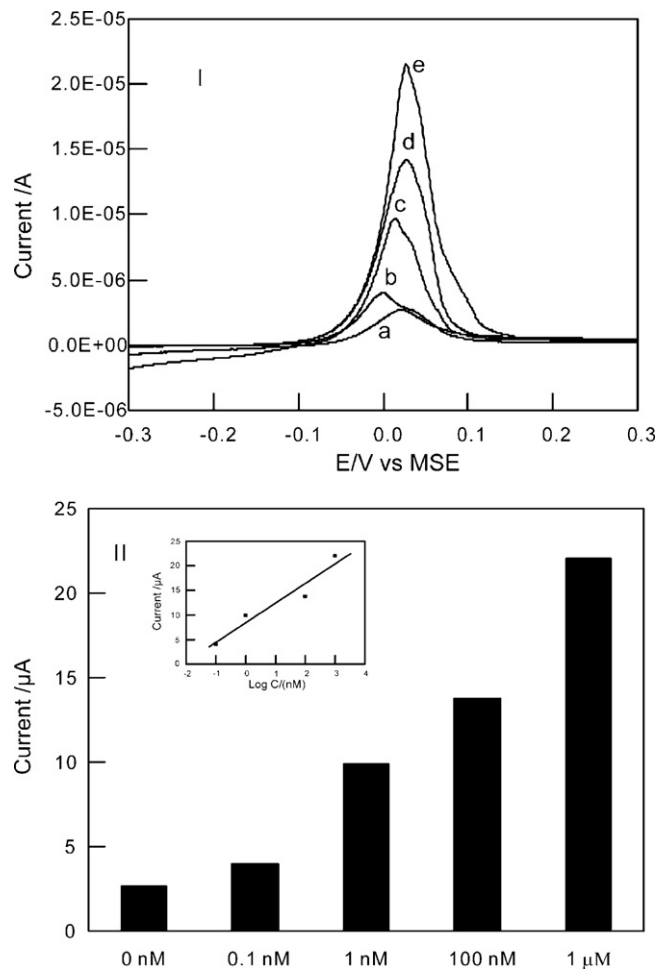 2.5E-05
I
2.0E-05
1.5E-05
1.0E-05
5.0E-06
0.0E+00
-5.0E-06
Current /A
e
d
c
b
a
-0.3 -0.2 -0.1 0.0 0.1 0.2 0.3
E/V vs MSE
II
25
20
15
10
5
0
Current /µA
25
20
15
10
5
0
Current /µA
-2 -1 0 1 2 3 4
Log C/(nM)
0 nM 0.1 nM 1 nM 100 nM 1 µM